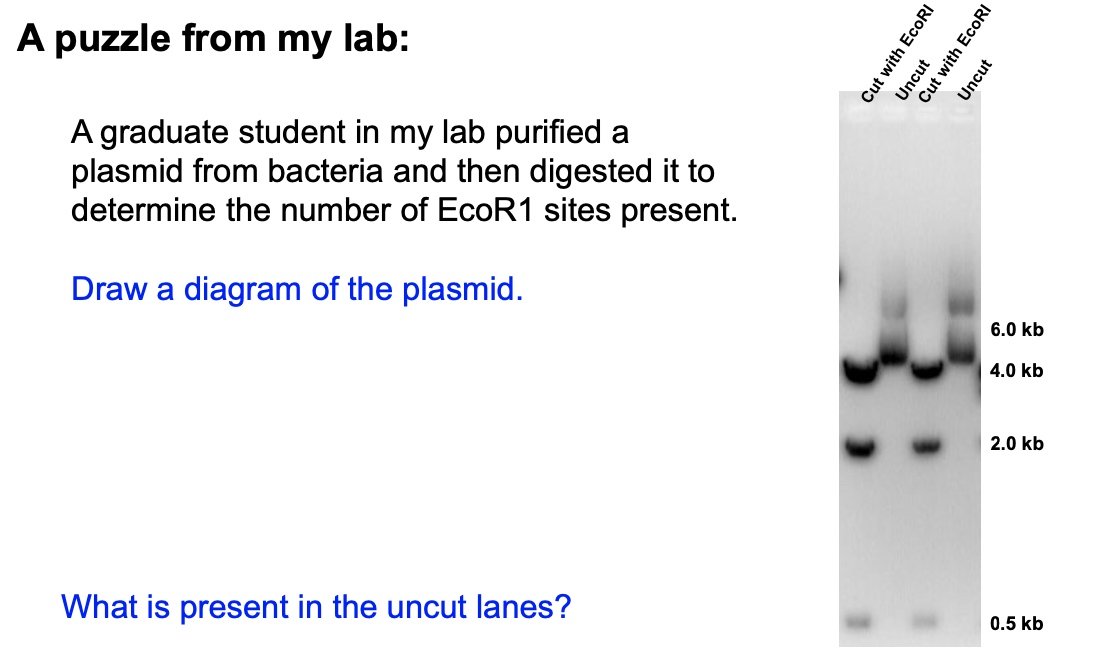 A puzzle from my lab:
A graduate student in my lab purified a
plasmid from bacteria and then digested it to
determine the number of EcoR1 sites present.
Draw a diagram of the plasmid.
What is present in the uncut lanes?
Cut with EcoRI
Uncut
Cut with EcoRI
Uncut
6.0 kb
4.0 kb
2.0 kb
0.5 kb